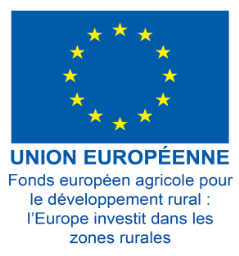 UNION EUROPÉENNE
Fonds européen agricole pour
le développement rural :
l'Europe investit dans les
zones rurales